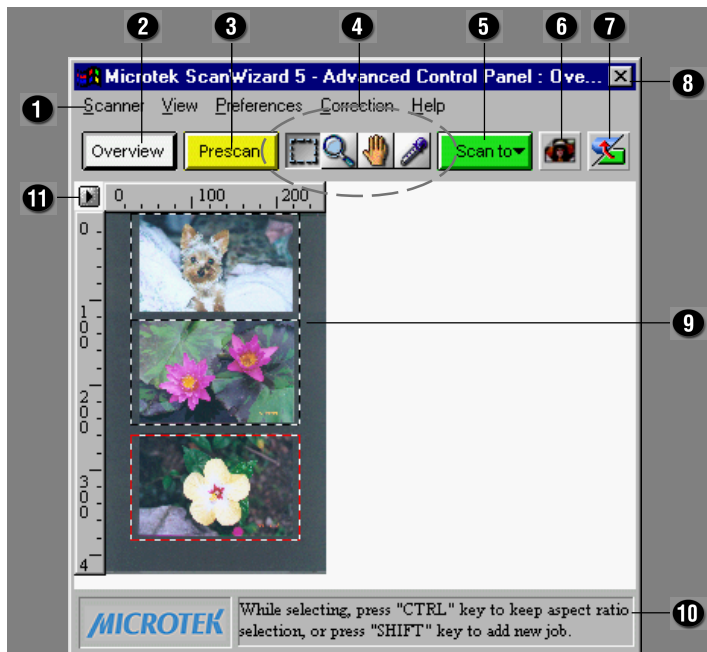 2 3 4 5 6 7
Microtek ScanWizard 5 - Advanced Control Panel : Ove...
8
1
Scanner View Preferences Correction Help
Overview Prescan Scan to
11
0 100 200
0
100
200
300
4
9
MICROTEK
While selecting, press "CTRL" key to keep aspect ratio
selection, or press "SHIFT" key to add new job.
10